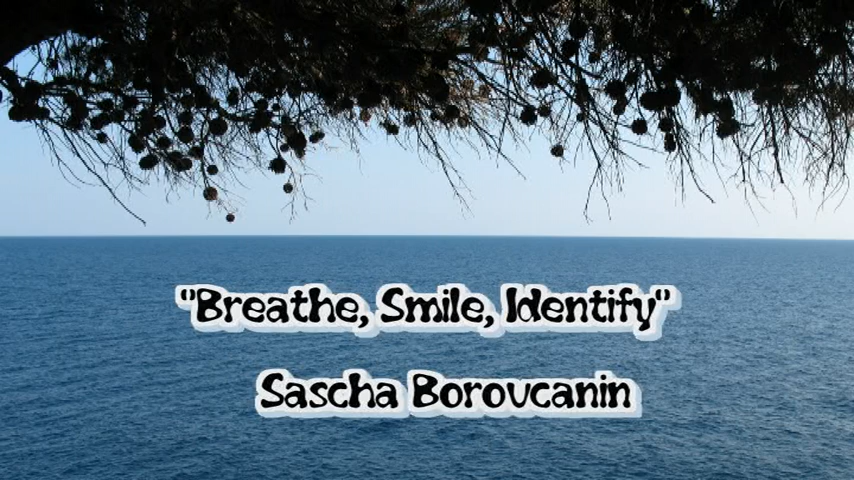 "Breathe, Smile, Identify"
Sascha Borovcanin